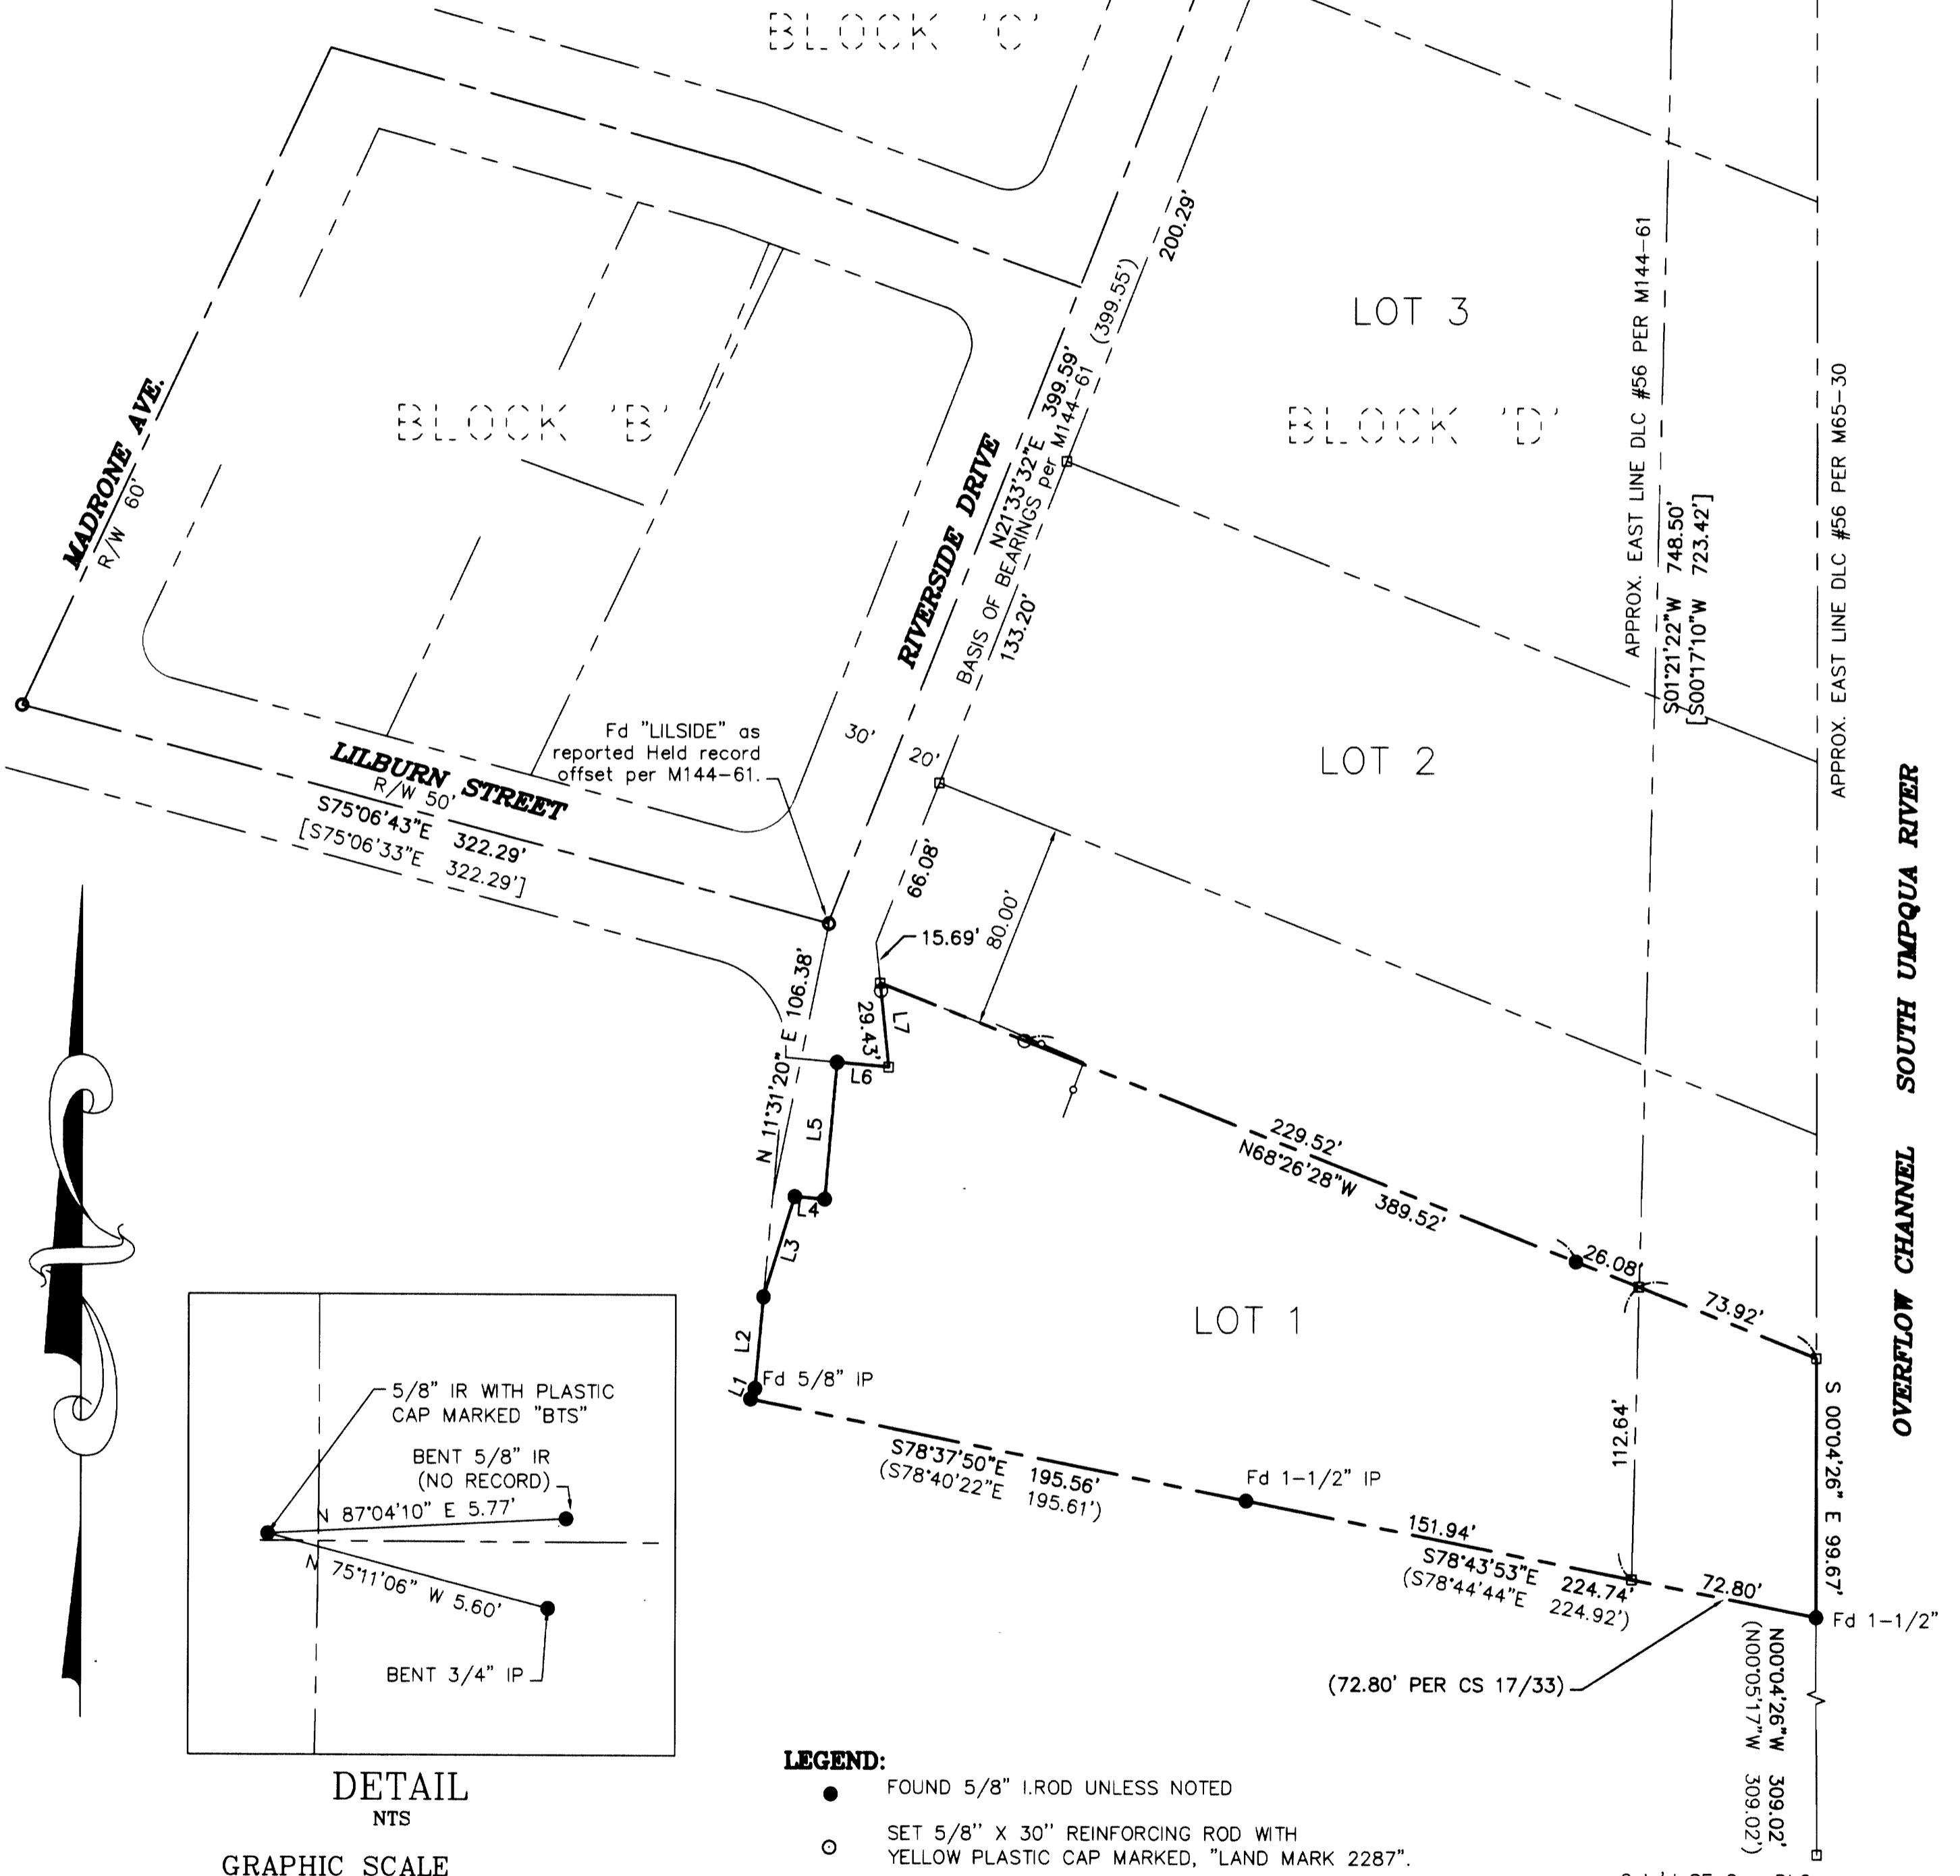 BLOCK 'C'
200.29'
(399.55')
N21°33'32"E 399.59'
BASIS OF BEARINGS per M144-61
133.20'
LOT 3
BLOCK 'B'
BLOCK 'D'
APPROX. EAST LINE DLC #56 PER M144-61
S01°21'22"W 748.50'
[S00°17'10"W 723.42']
APPROX. EAST LINE DLC #56 PER M65-30
MADRONE AVE.
R/W 60'
RIVERSIDE DRIVE
Fd "LILSIDE" as
reported Held record
offset per M144-61.
30'
20'
LOT 2
LILBURN STREET
R/W 50'
S75°06'43"E 322.29'
[S75°06'33"E 322.29']
66.08'
80.00'
15.69'
N 11°31'20" E 106.38'
29.43'
L7
L6
L5
L4
L3
L2
L1
229.52'
N68°26'28"W 389.52'
26.08'
73.92'
OVERFLOW CHANNEL SOUTH UMPQUA RIVER
LOT 1
Fd 5/8" IP
112.64'
S 00°04'26" E 99.67'
S78°37'50"E 195.56'
(S78°40'22"E 195.61')
Fd 1-1/2" IP
151.94'
S78°43'53"E 224.74'
(S78°44'44"E 224.92')
72.80'
Fd 1-1/2"
(72.80' PER CS 17/33)
N00°04'26"W 309.02'
(N00°05'17"W 309.02')
5/8" IR WITH PLASTIC
CAP MARKED "BTS"
BENT 5/8" IR
(NO RECORD)
N 87°04'10" E 5.77'
N 75°11'06" W 5.60'
BENT 3/4" IP
DETAIL
NTS
GRAPHIC SCALE
LEGEND:
FOUND 5/8" I.ROD UNLESS NOTED
SET 5/8" X 30" REINFORCING ROD WITH
YELLOW PLASTIC CAP MARKED, "LAND MARK 2287".